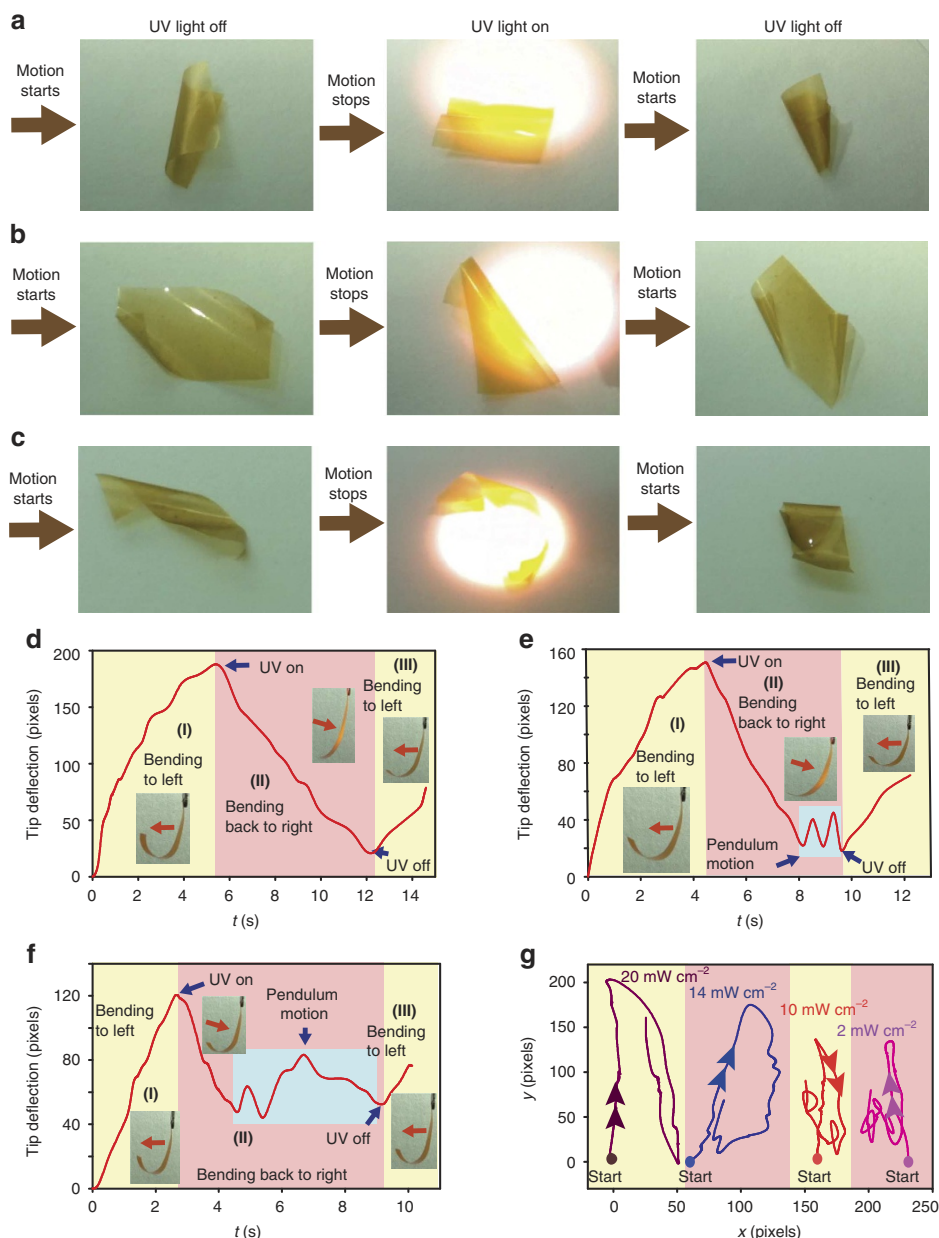 a
UV light off
UV light on
UV light off
Motion
starts
Motion
stops
Motion
starts
b
Motion
starts
Motion
stops
Motion
starts
c
Motion
starts
Motion
stops
Motion
starts
d
Tip deflection (pixels)
200
150
100
50
0
0 2 4 6 8 10 12 14
t (s)
UV on
(I)
Bending
to left
(II)
Bending
back to right
(III)
Bending
to left
UV off
e
Tip deflection (pixels)
160
120
80
40
0
0 2 4 6 8 10 12
t (s)
UV on
(I)
Bending
to left
(II)
Bending
back to right
(III)
Bending
to left
Pendulum
motion
UV off
f
Tip deflection (pixels)
120
80
40
0
0 2 4 6 8 10
t (s)
UV on
Bending
to left
(I)
Pendulum
motion
(II)
UV off
Bending back to right
(III)
Bending
to left
g
y (pixels)
200
150
100
50
0
0 50 100 150 200 250
x (pixels)
20 mW cm⁻²
14 mW cm⁻²
10 mW cm⁻²
2 mW cm⁻²
Start
Start
Start
Start